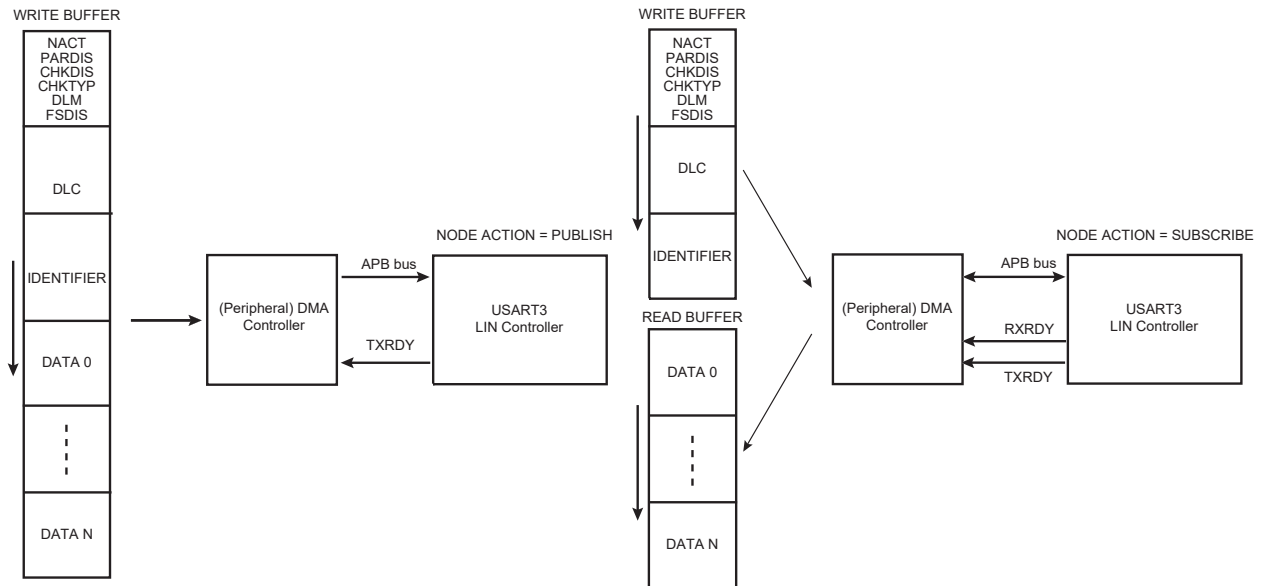 WRITE BUFFER
NACT
PARDIS
CHKDIS
CHKTYP
DLM
FSDIS
DLC
IDENTIFIER
DATA 0
DATA N
(Peripheral) DMA
Controller
APB bus
TXRDY
NODE ACTION = PUBLISH
USART3
LIN Controller
WRITE BUFFER
NACT
PARDIS
CHKDIS
CHKTYP
DLM
FSDIS
DLC
IDENTIFIER
READ BUFFER
DATA 0
DATA N
(Peripheral) DMA
Controller
APB bus
RXRDY
TXRDY
NODE ACTION = SUBSCRIBE
USART3
LIN Controller